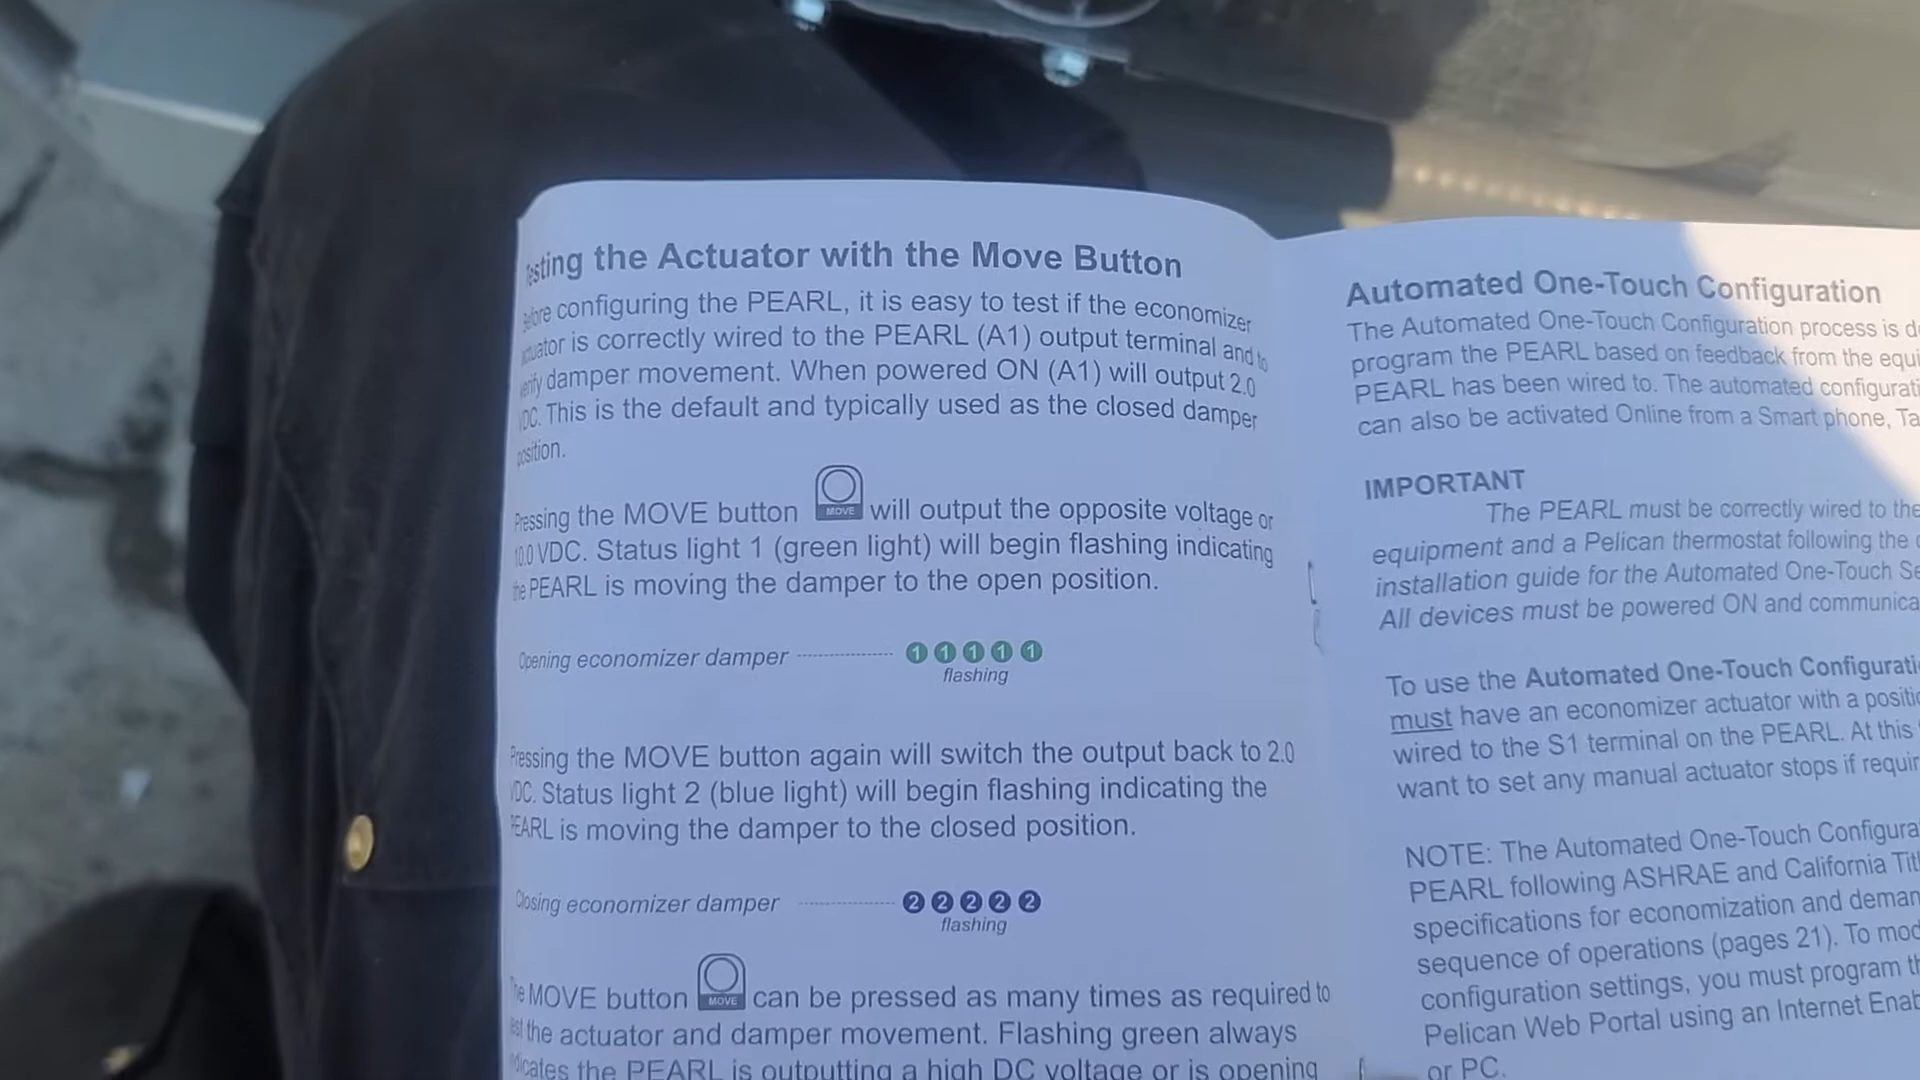 Testing the Actuator with the Move Button
Before configuring the PEARL, it is easy to test if the economizer
actuator is correctly wired to the PEARL (A1) output terminal and to
verify damper movement. When powered ON (A1) will output 2.0
VDC. This is the default and typically used as the closed damper
position.
Pressing the MOVE button MOVE will output the opposite voltage or
10.0 VDC. Status light 1 (green light) will begin flashing indicating
the PEARL is moving the damper to the open position.
Opening economizer damper 1 1 1 1 1
flashing
Pressing the MOVE button again will switch the output back to 2.0
VDC. Status light 2 (blue light) will begin flashing indicating the
PEARL is moving the damper to the closed position.
Closing economizer damper 2 2 2 2 2
flashing
The MOVE button MOVE can be pressed as many times as required to
test the actuator and damper movement. Flashing green always
indicates the PEARL is outputting a high DC voltage or is opening
Automated One-Touch Configuration
The Automated One-Touch Configuration process is
program the PEARL based on feedback from the
PEARL has been wired to. The automated
can also be activated Online from a Smart phone,
IMPORTANT
The PEARL must be correctly wired to the
equipment and a Pelican thermostat following the
installation guide for the Automated One-Touch
All devices must be powered ON and
To use the Automated One-Touch
must have an economizer actuator with a
wired to the S1 terminal on the PEARL. At this
want to set any manual actuator stops if
NOTE: The Automated One-Touch
PEARL following ASHRAE and California
specifications for economization and
sequence of operations (pages 21). To
configuration settings, you must program
Pelican Web Portal using an Internet
or PC.